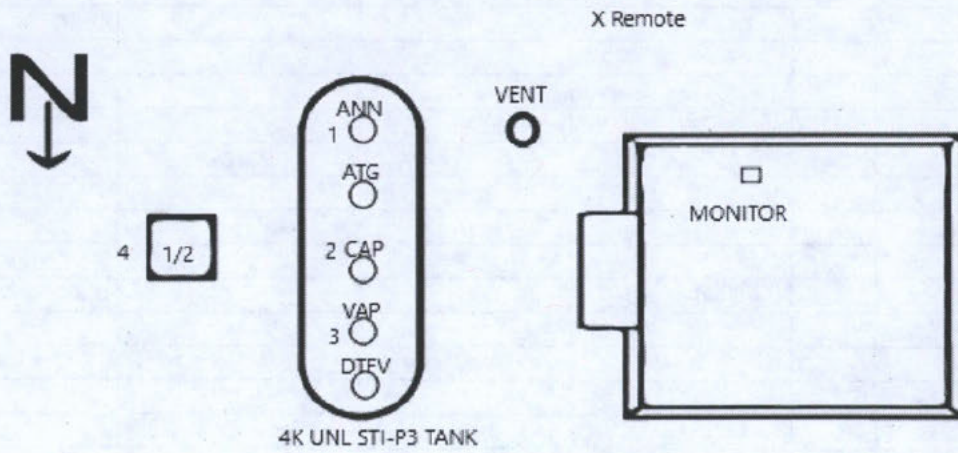 X Remote
N
VENT
ANN
1
ATG
MONITOR
4
1/2
2 CAP
VAP
3
DTFV
4K UNL STI-P3 TANK